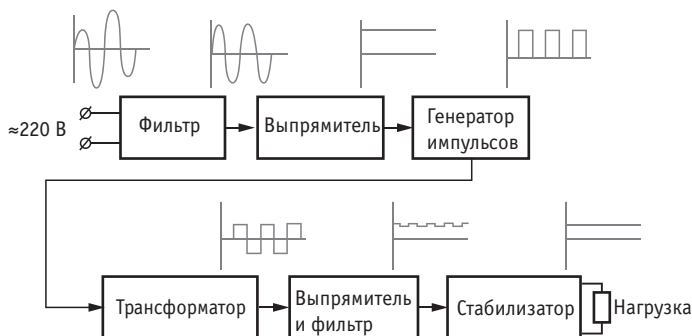 ≈220 В
Фильтр
Выпрямитель
Генератор
импульсов
Трансформатор
Выпрямитель
и фильтр
Стабилизатор
Нагрузка